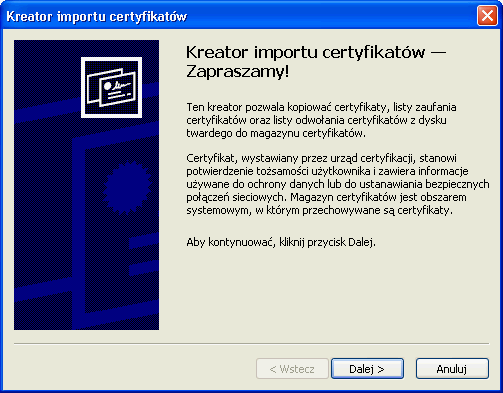 Kreator importu certyfikatów
Kreator importu certyfikatów —
Zapraszamy!
Ten kreator pozwala kopiować certyfikaty, listy zaufania
certyfikatów oraz listy odwołania certyfikatów z dysku
twardego do magazynu certyfikatów.
Certyfikat, wystawiany przez urząd certyfikacji, stanowi
potwierdzenie tożsamości użytkownika i zawiera informacje
używane do ochrony danych lub do ustanawiania bezpiecznych
połączeń sieciowych. Magazyn certyfikatów jest obszarem
systemowym, w którym przechowywane są certyfikaty.
Aby kontynuować, kliknij przycisk Dalej.
< Wstecz
Dalej >
Anuluj